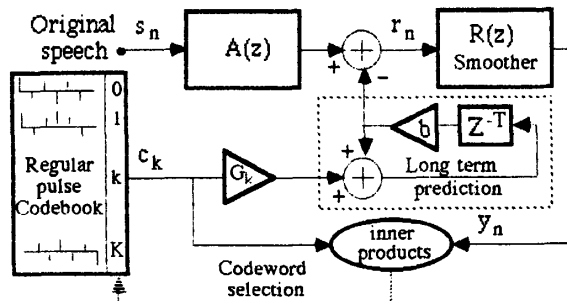 Original speech
s_n
A(z)
r_n
R(z)
Smoother
+
+
−
0
1
b
Z^-T
Regular pulse Codebook
k
c_k
G_k
+
+
Long term prediction
K
inner products
y_n
Codeword selection